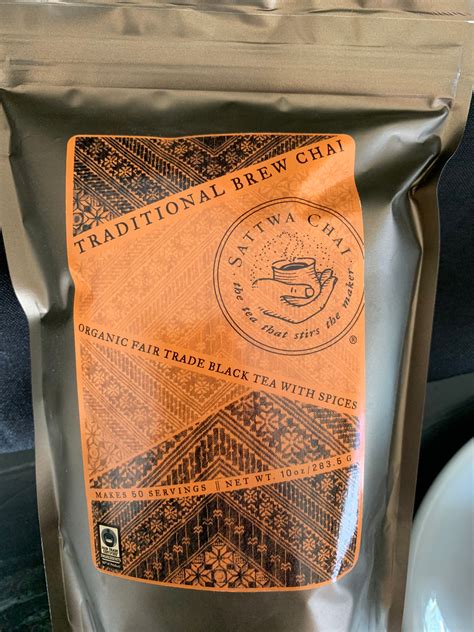 TRADITIONAL BREW CHAI
SATTWA CHAI
the tea that stirs the maker
®
ORGANIC FAIR TRADE BLACK TEA WITH SPICES
MAKES 50 SERVINGS || NET WT. 10oz/283.5 G